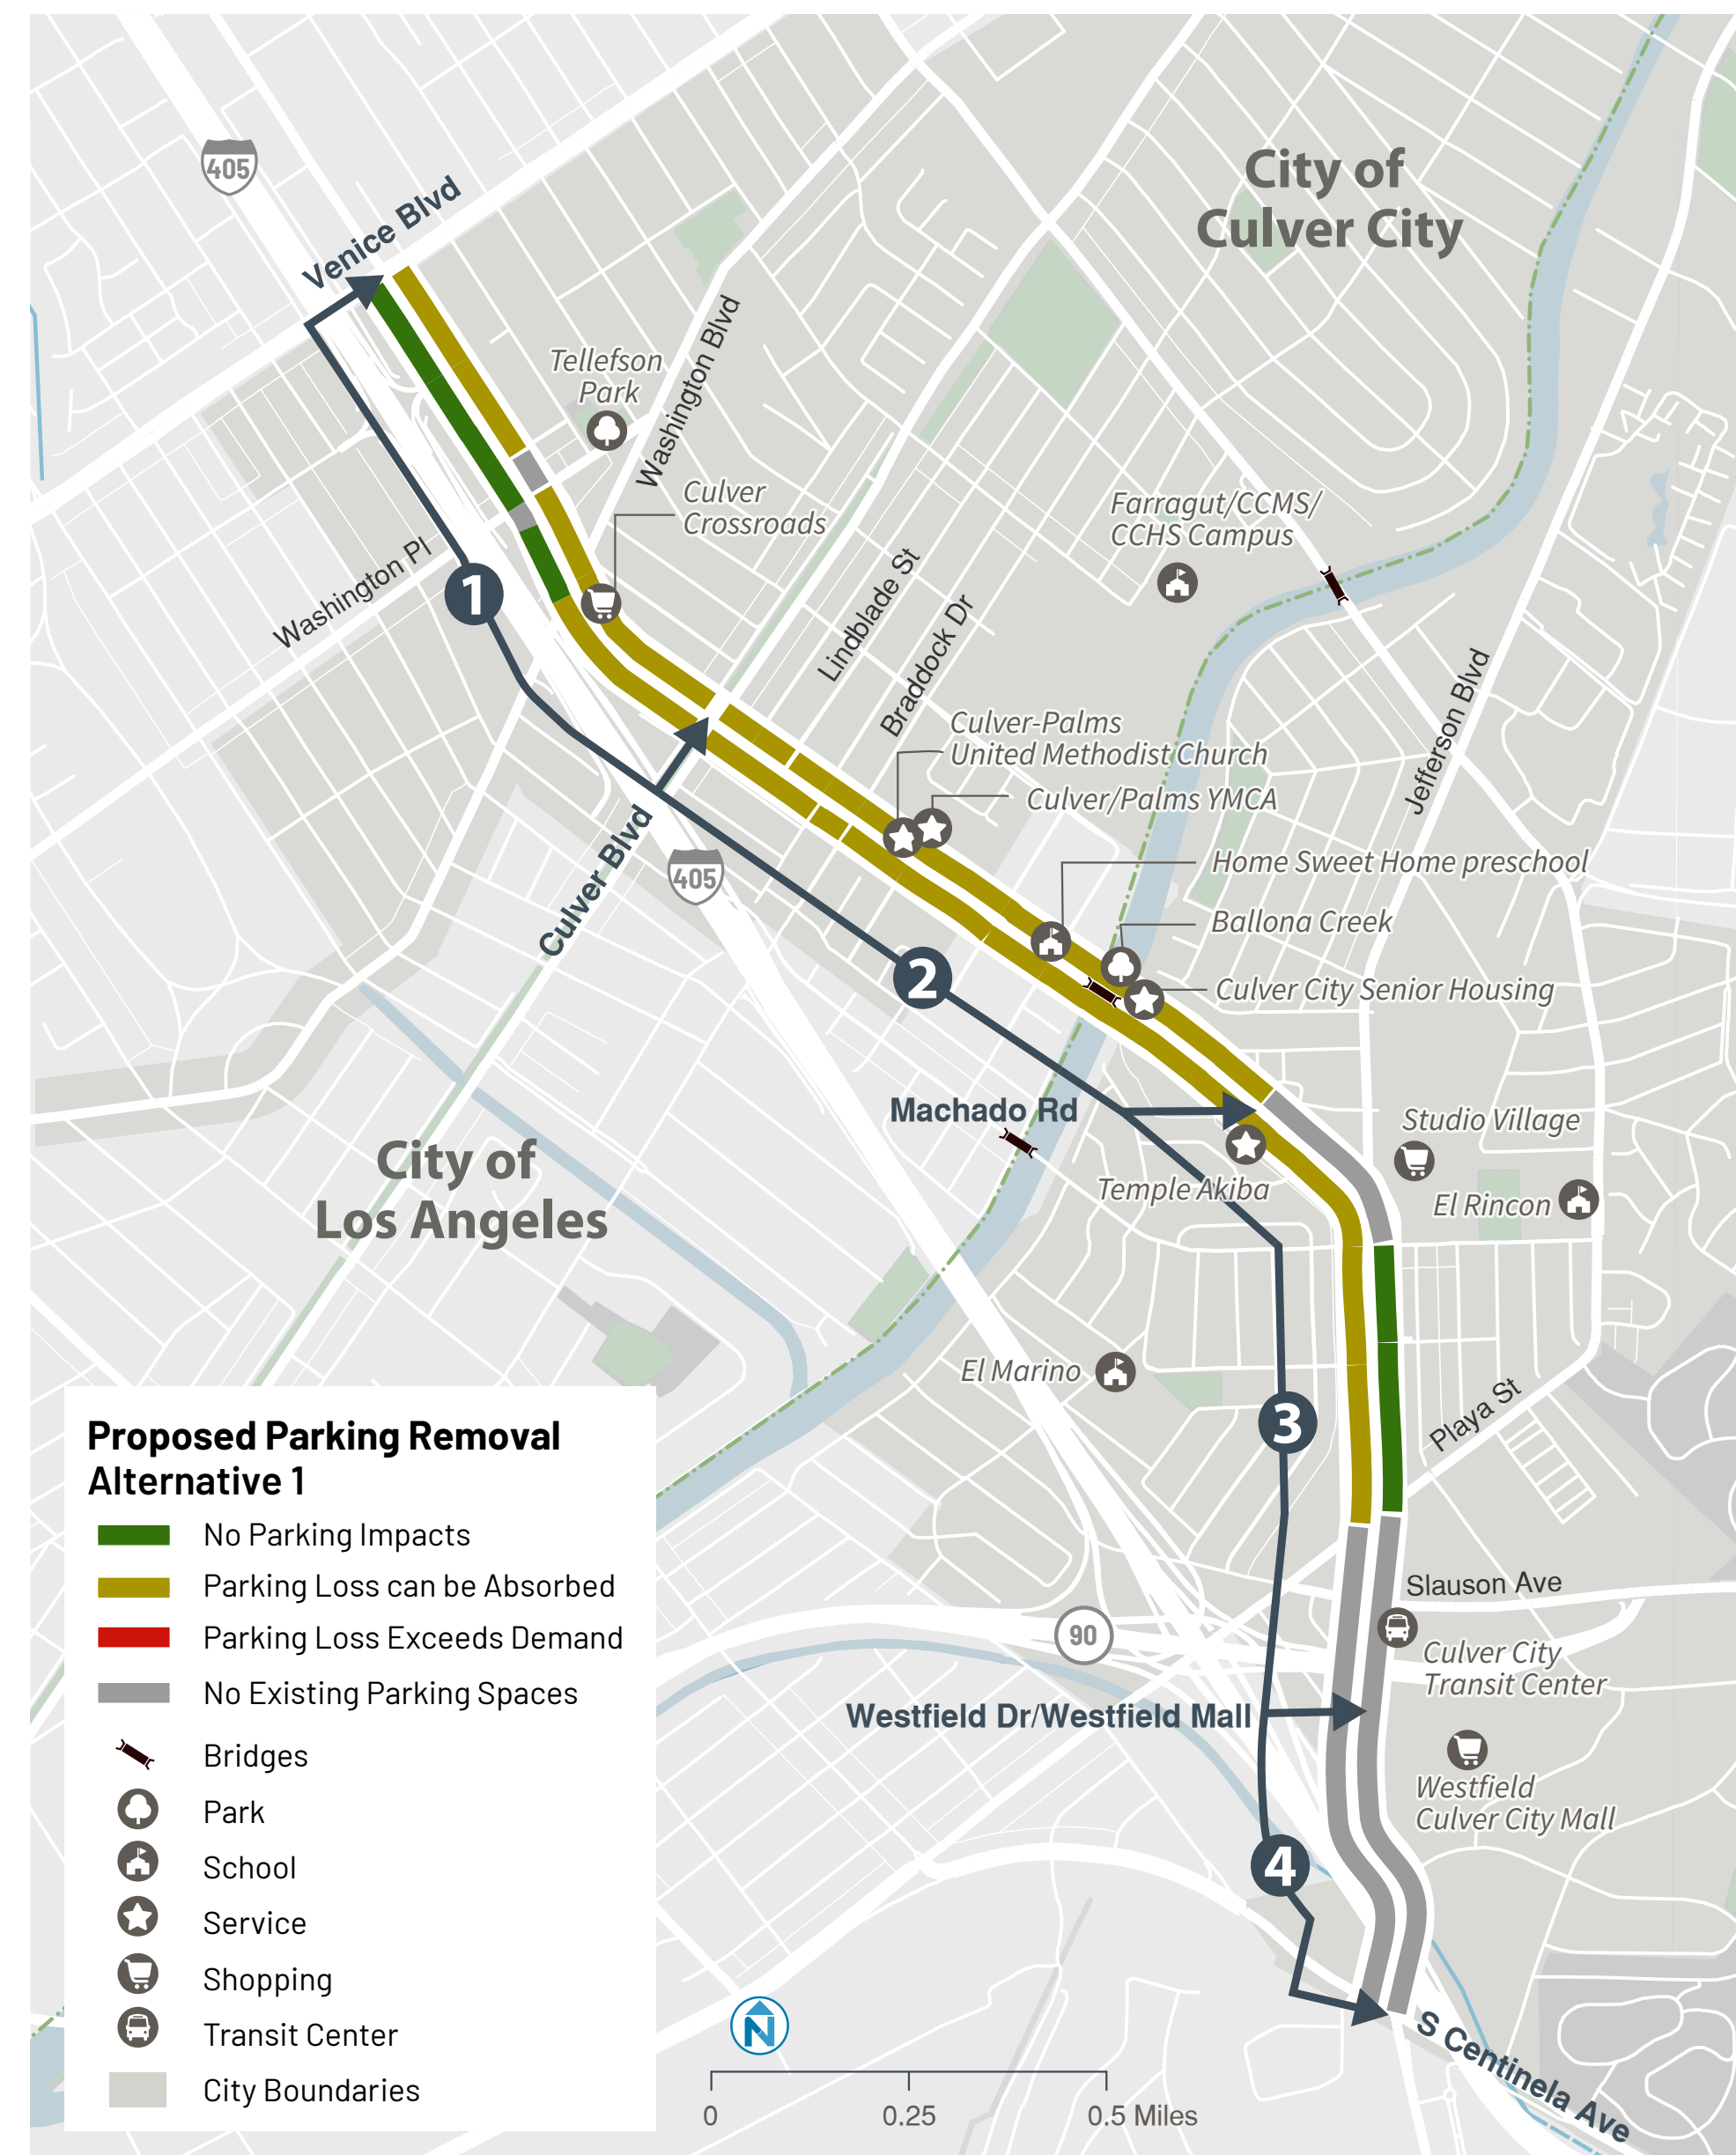 City of
Culver City
405
Venice Blvd
Tellefson
Park
Washington Blvd
Culver
Crossroads
Farragut/CCMS/
CCHS Campus
Washington Pl
1
Lindblade St
Braddock Dr
Jefferson Blvd
Culver-Palms
United Methodist Church
Culver/Palms YMCA
Home Sweet Home preschool
Culver Blvd
405
Ballona Creek
2
Culver City Senior Housing
Machado Rd
City of
Los Angeles
Studio Village
Temple Akiba
El Rincon
El Marino
3
Playa St
Slauson Ave
90
Culver City
Transit Center
Westfield Dr/Westfield Mall
Westfield
Culver City Mall
4
S Centinela Ave
Proposed Parking Removal
Alternative 1
No Parking Impacts
Parking Loss can be Absorbed
Parking Loss Exceeds Demand
No Existing Parking Spaces
Bridges
Park
School
Service
Shopping
Transit Center
City Boundaries
N
0 0.25 0.5 Miles